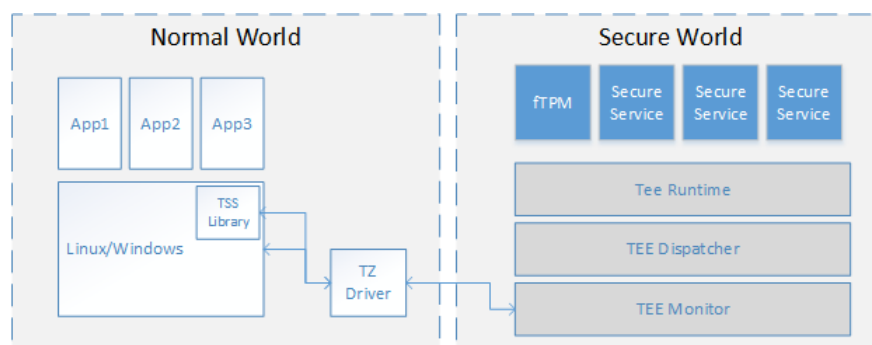 Normal World
Secure World
App1
App2
App3
TSS
Library
Linux/Windows
TZ
Driver
fTPM
Secure
Service
Secure
Service
Secure
Service
Tee Runtime
TEE Dispatcher
TEE Monitor